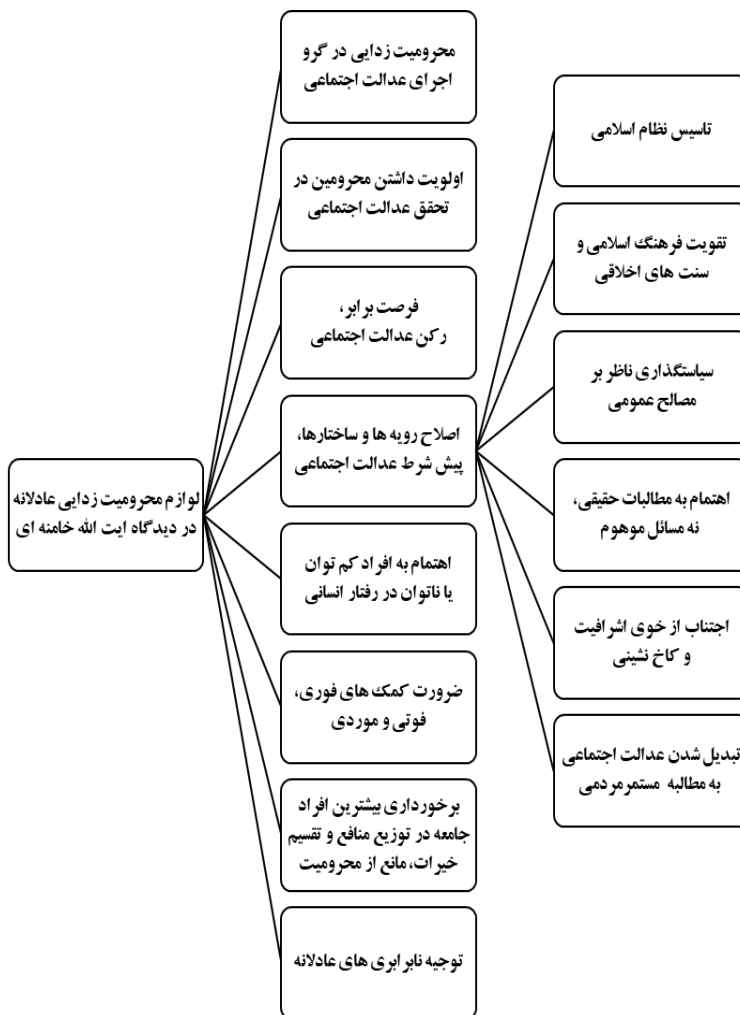 لوازم محرومیت زدایی عادلانه
در دیدگاه ایت الله خامنه ای
محرومیت زدایی در گرو
اجرای عدالت اجتماعی
اولویت داشتن محرومین در
تحقق عدالت اجتماعی
فرصت برابر،
رکن عدالت اجتماعی
اصلاح رویه ها و ساختارها،
پیش شرط عدالت اجتماعی
اهتمام به افراد کم توان
یا ناتوان در رفتار انسانی
ضرورت کمک های فوری،
فوتی و موردی
برخورداری بیشترین افراد
جامعه در توزیع منافع و تقسیم
خیرات، مانع از محرومیت
توجیه نابرابری های عادلانه
تاسیس نظام اسلامی
تقویت فرهنگ اسلامی و
سنت های اخلاقی
سیاستگذاری ناظر بر
مصالح عمومی
اهتمام به مطالبات حقیقی،
نه مسائل موهوم
اجتناب از خوی اشرافیت
و کاخ نشینی
تبدیل شدن عدالت اجتماعی
به مطالبه مستمرمردمی